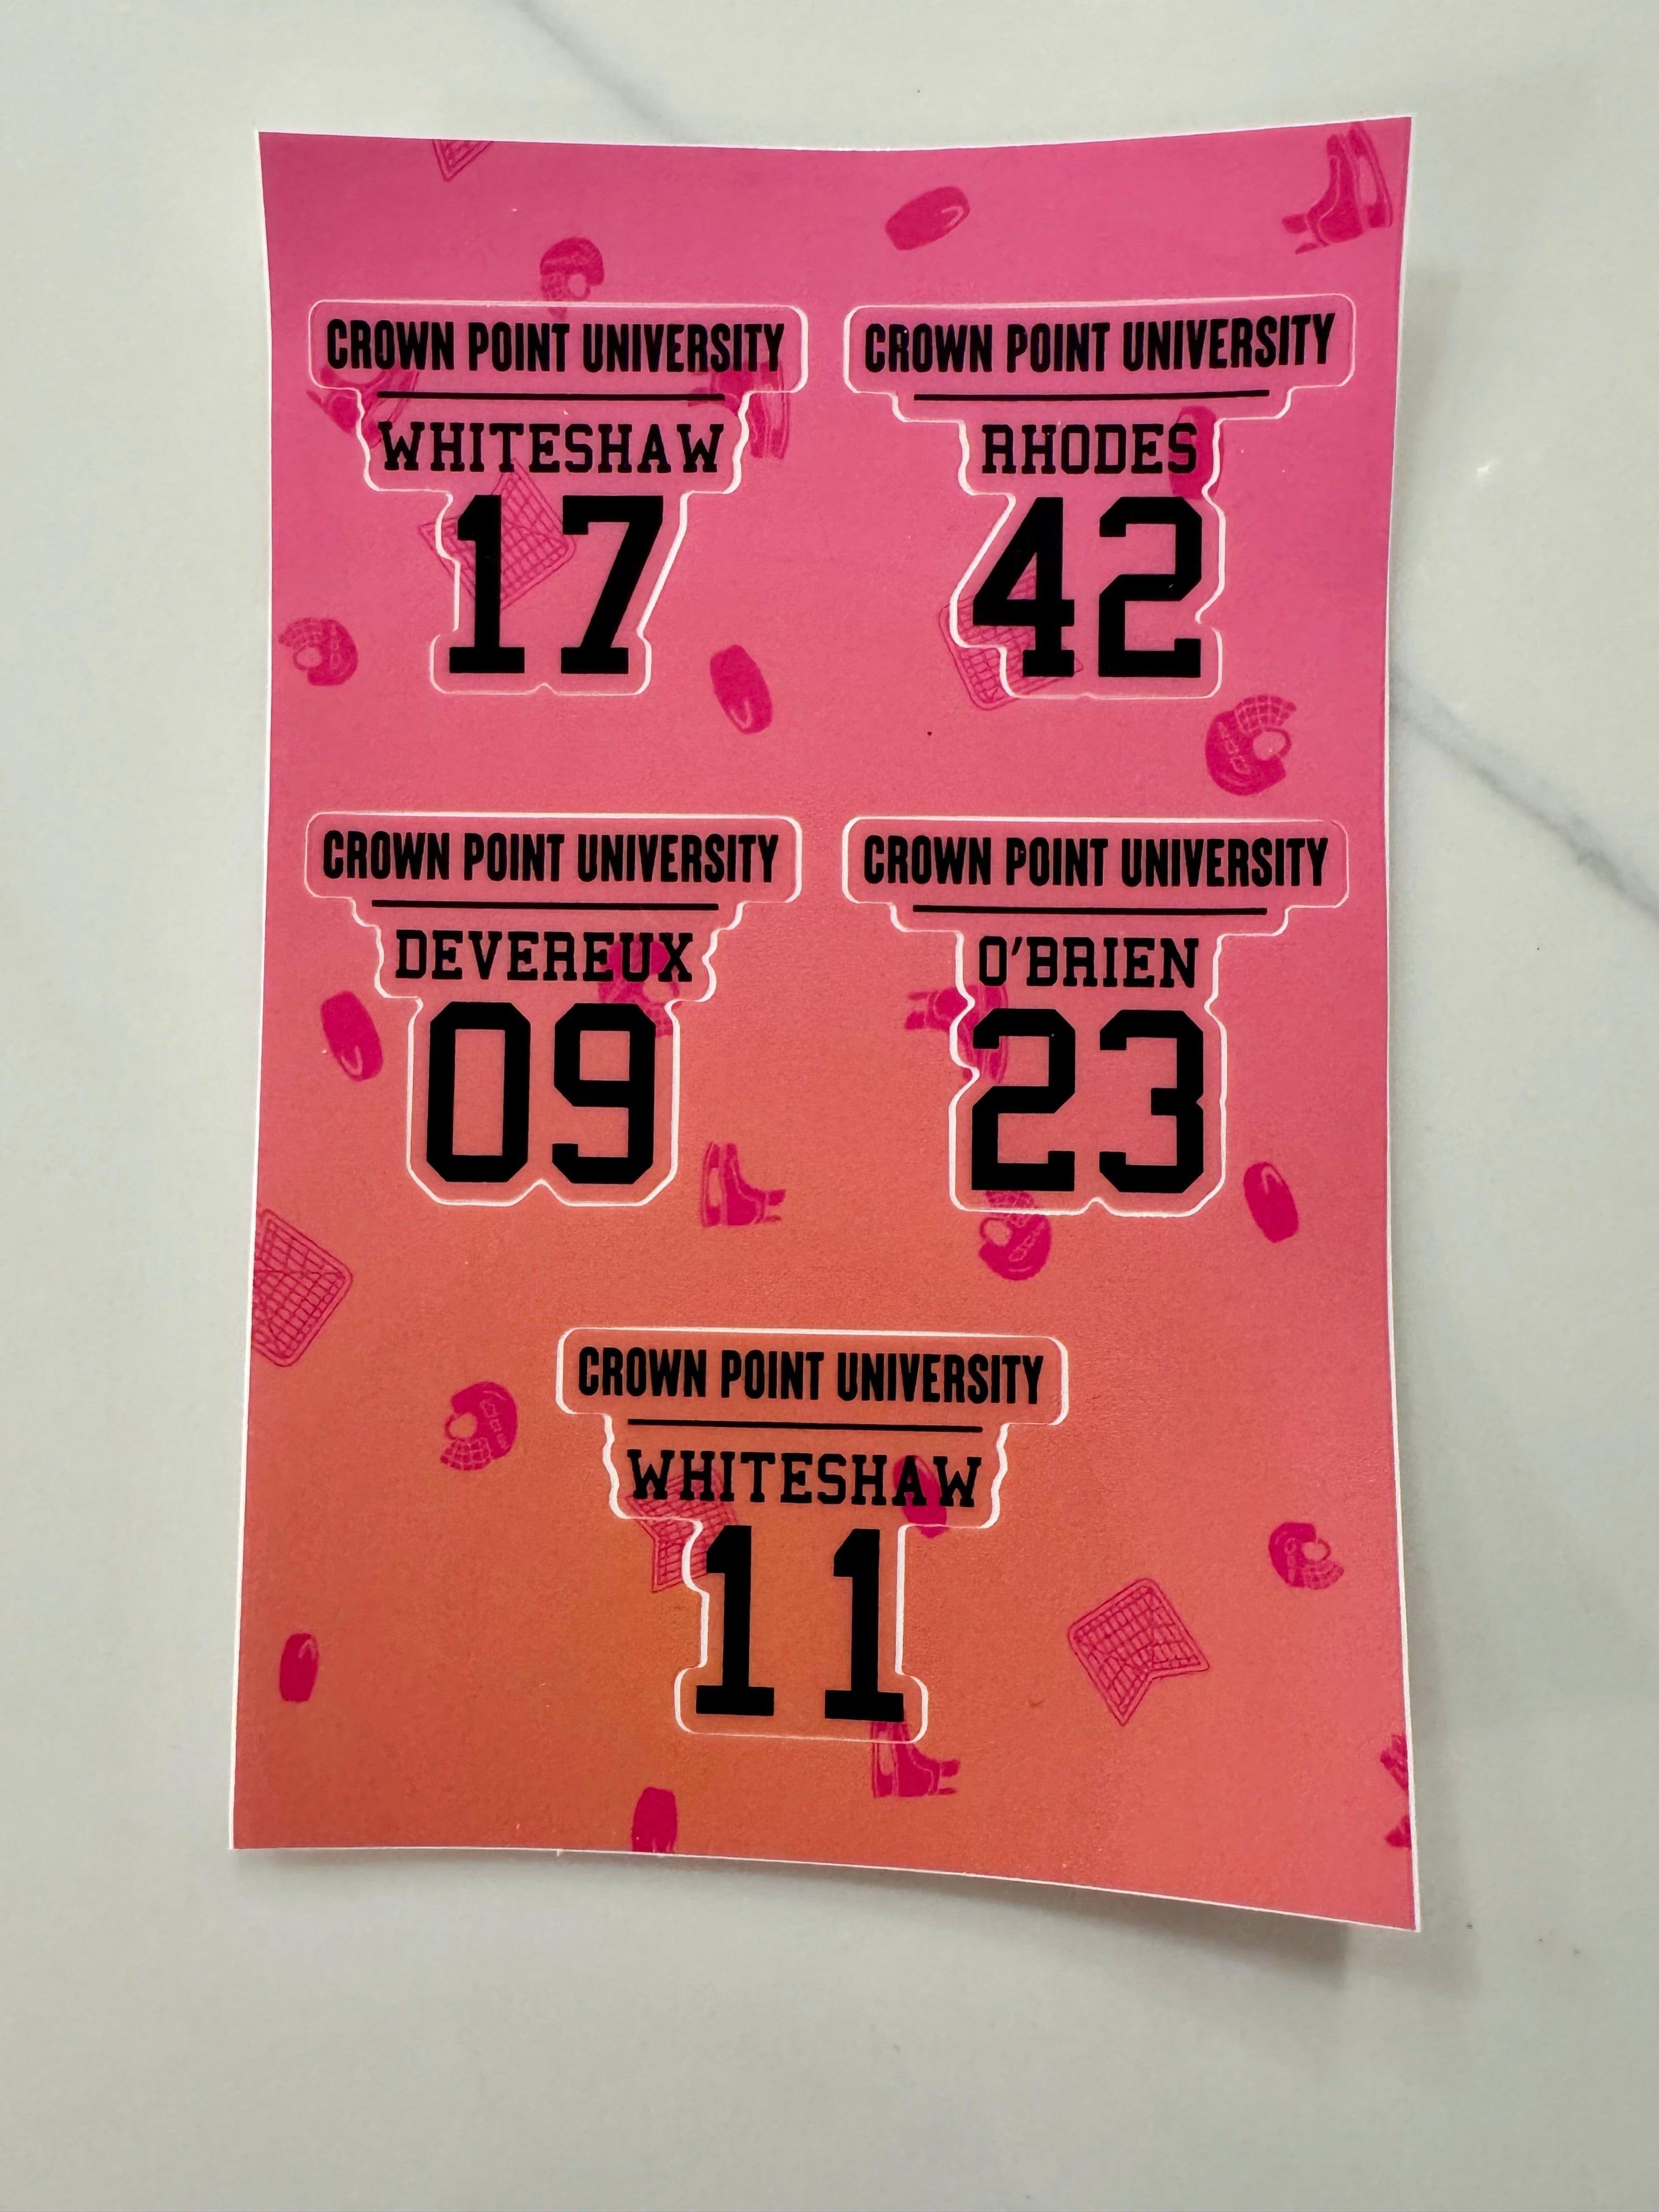 CROWN POINT UNIVERSITY
WHITESHAW
17
CROWN POINT UNIVERSITY
RHODES
42
CROWN POINT UNIVERSITY
DEVEREUX
09
CROWN POINT UNIVERSITY
O'BRIEN
23
CROWN POINT UNIVERSITY
WHITESHAW
11